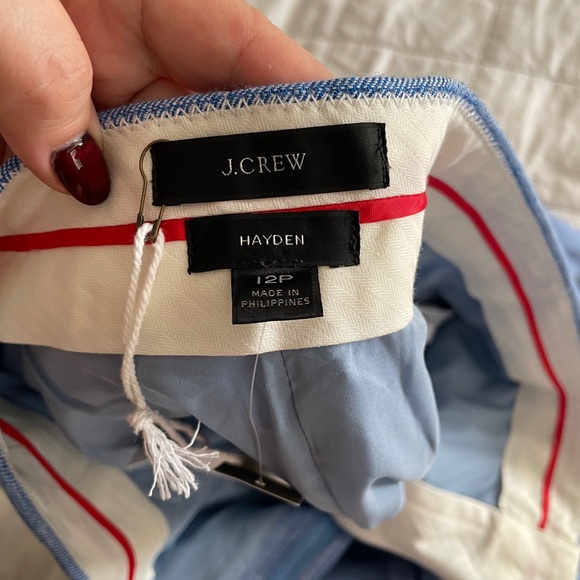 J.CREW
HAYDEN
12P
MADE IN
PHILIPPINES